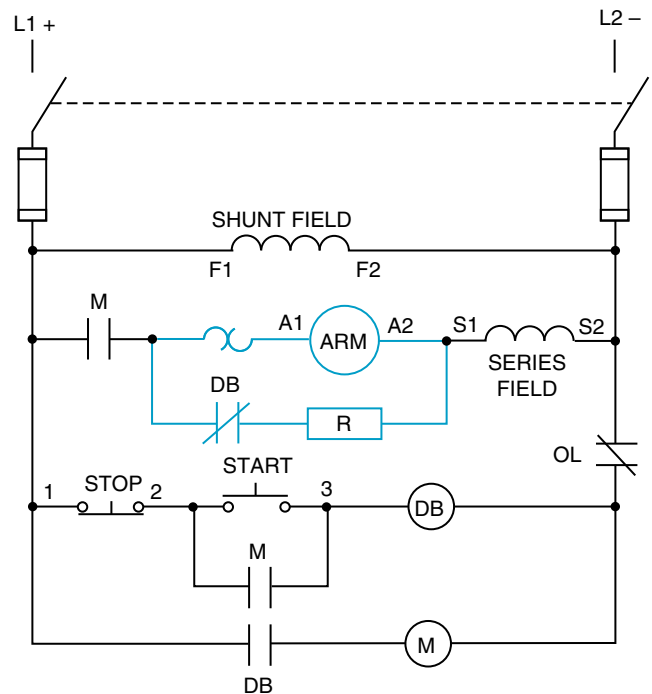 L1 + L2 –
SHUNT FIELD
F1 F2
M
A1 ARM A2 S1 S2
SERIES
FIELD
DB
R
OL
START
1 STOP 2 3
DB
M
M
DB